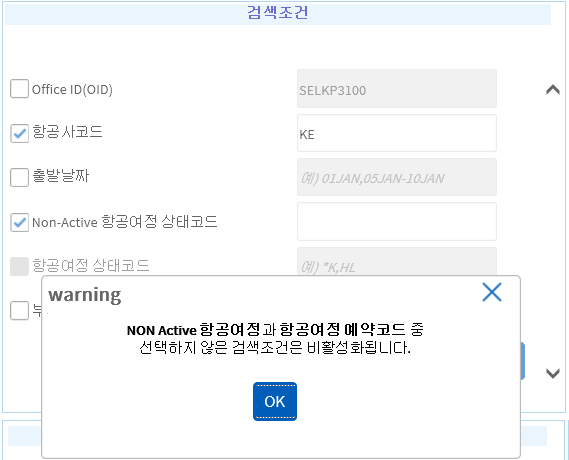 검색조건
Office ID(OID)
SELKP3100
항공사코드
KE
출발날짜
예) 01JAN,05JAN-10JAN
Non-Active 항공여정 상태코드
항공여정 상태코드
예) *K,HL
warning
NON Active 항공여정과 항공여정 예약코드 중
선택하지 않은 검색조건은 비활성화됩니다.
OK